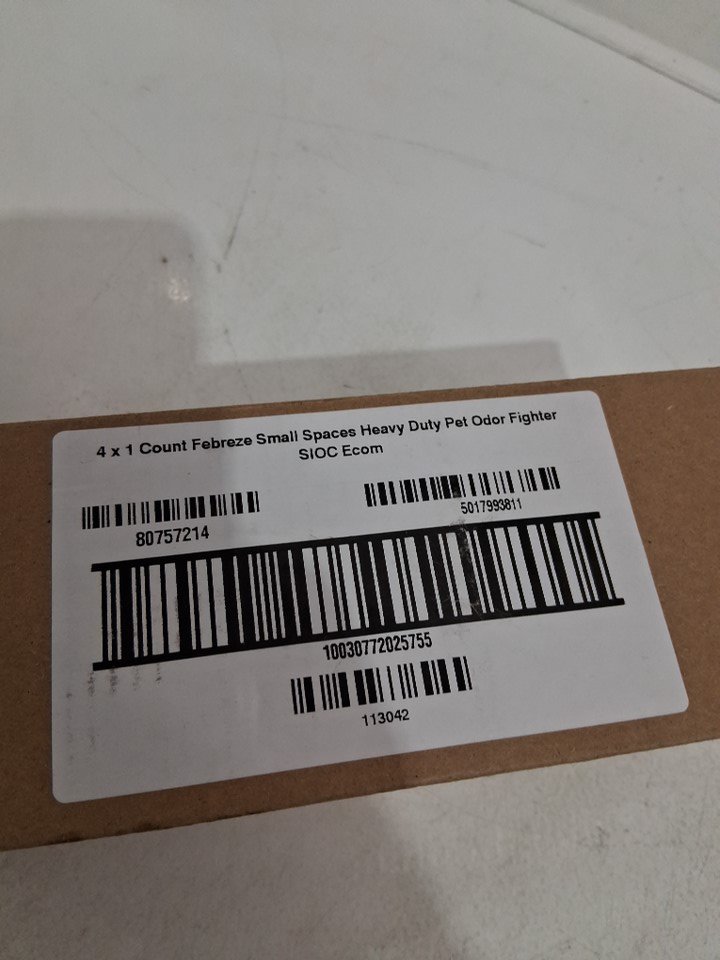 4 x 1 Count Febreze Small Spaces Heavy Duty Pet Odor Fighter
SIOC Ecom
80757214
5017993811
10030772025755
113042